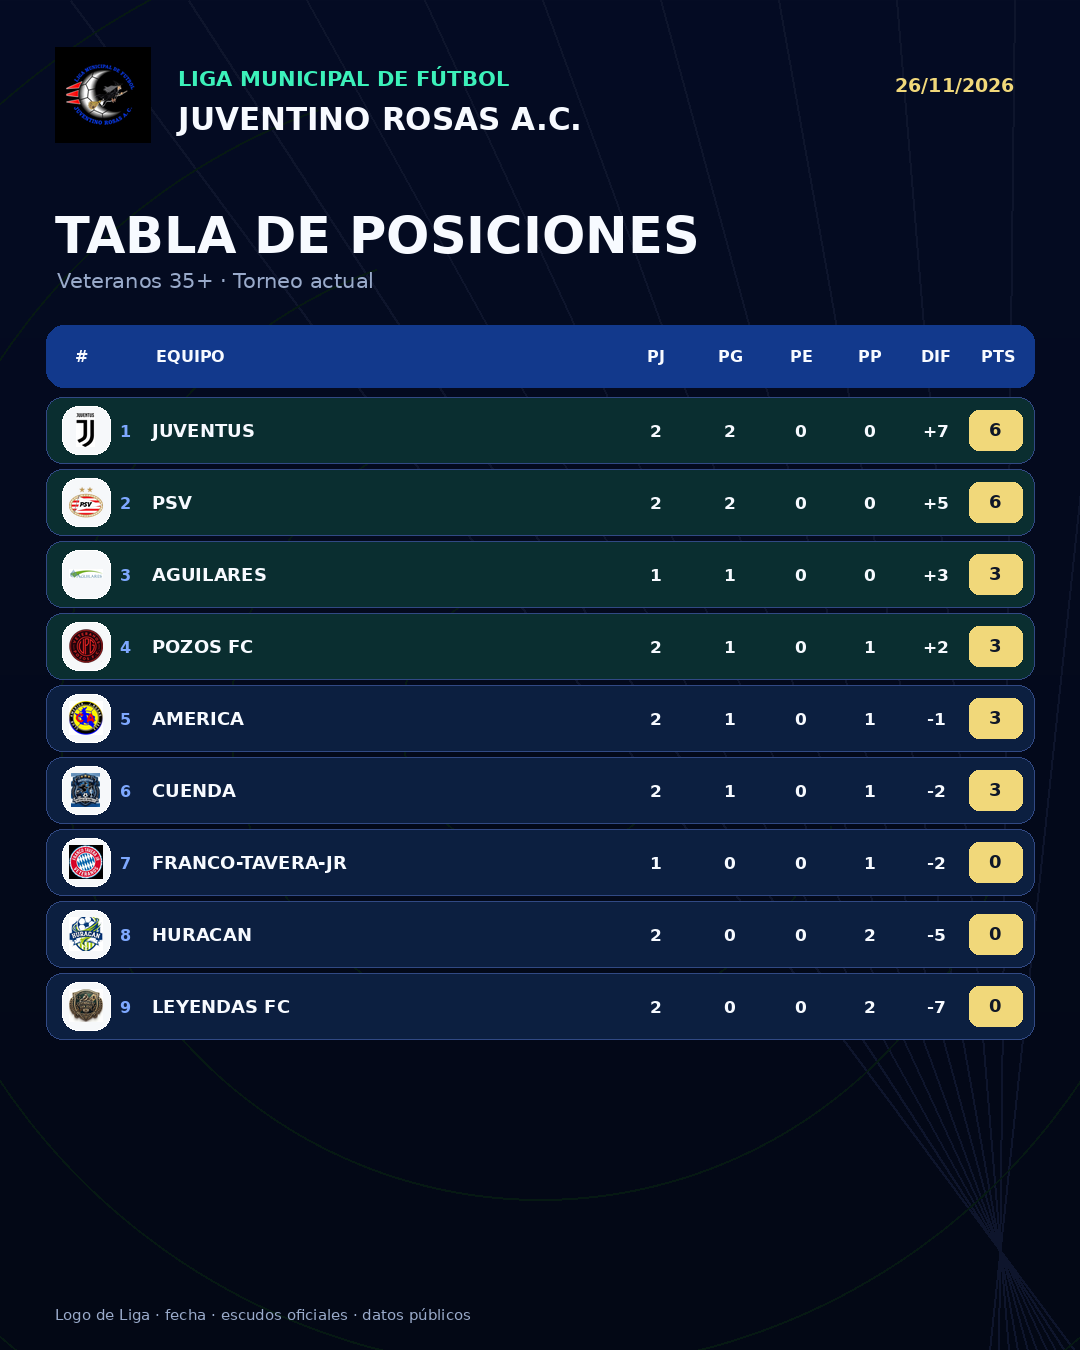 LIGA MUNICIPAL DE FÚTBOL
JUVENTINO ROSAS A.C.
26/11/2026
TABLA DE POSICIONES
Veteranos 35+ · Torneo actual
# EQUIPO PJ PG PE PP DIF PTS
1 JUVENTUS 2 2 0 0 +7 6
PSV 2 PSV 2 2 0 0 +5 6
3 AGUILARES 1 1 0 0 +3 3
4 POZOS FC 2 1 0 1 +2 3
5 AMERICA 2 1 0 1 -1 3
6 CUENDA 2 1 0 1 -2 3
7 FRANCO-TAVERA-JR 1 0 0 1 -2 0
HURACAN 8 HURACAN 2 0 0 2 -5 0
9 LEYENDAS FC 2 0 0 2 -7 0
Logo de Liga · fecha · escudos oficiales · datos públicos